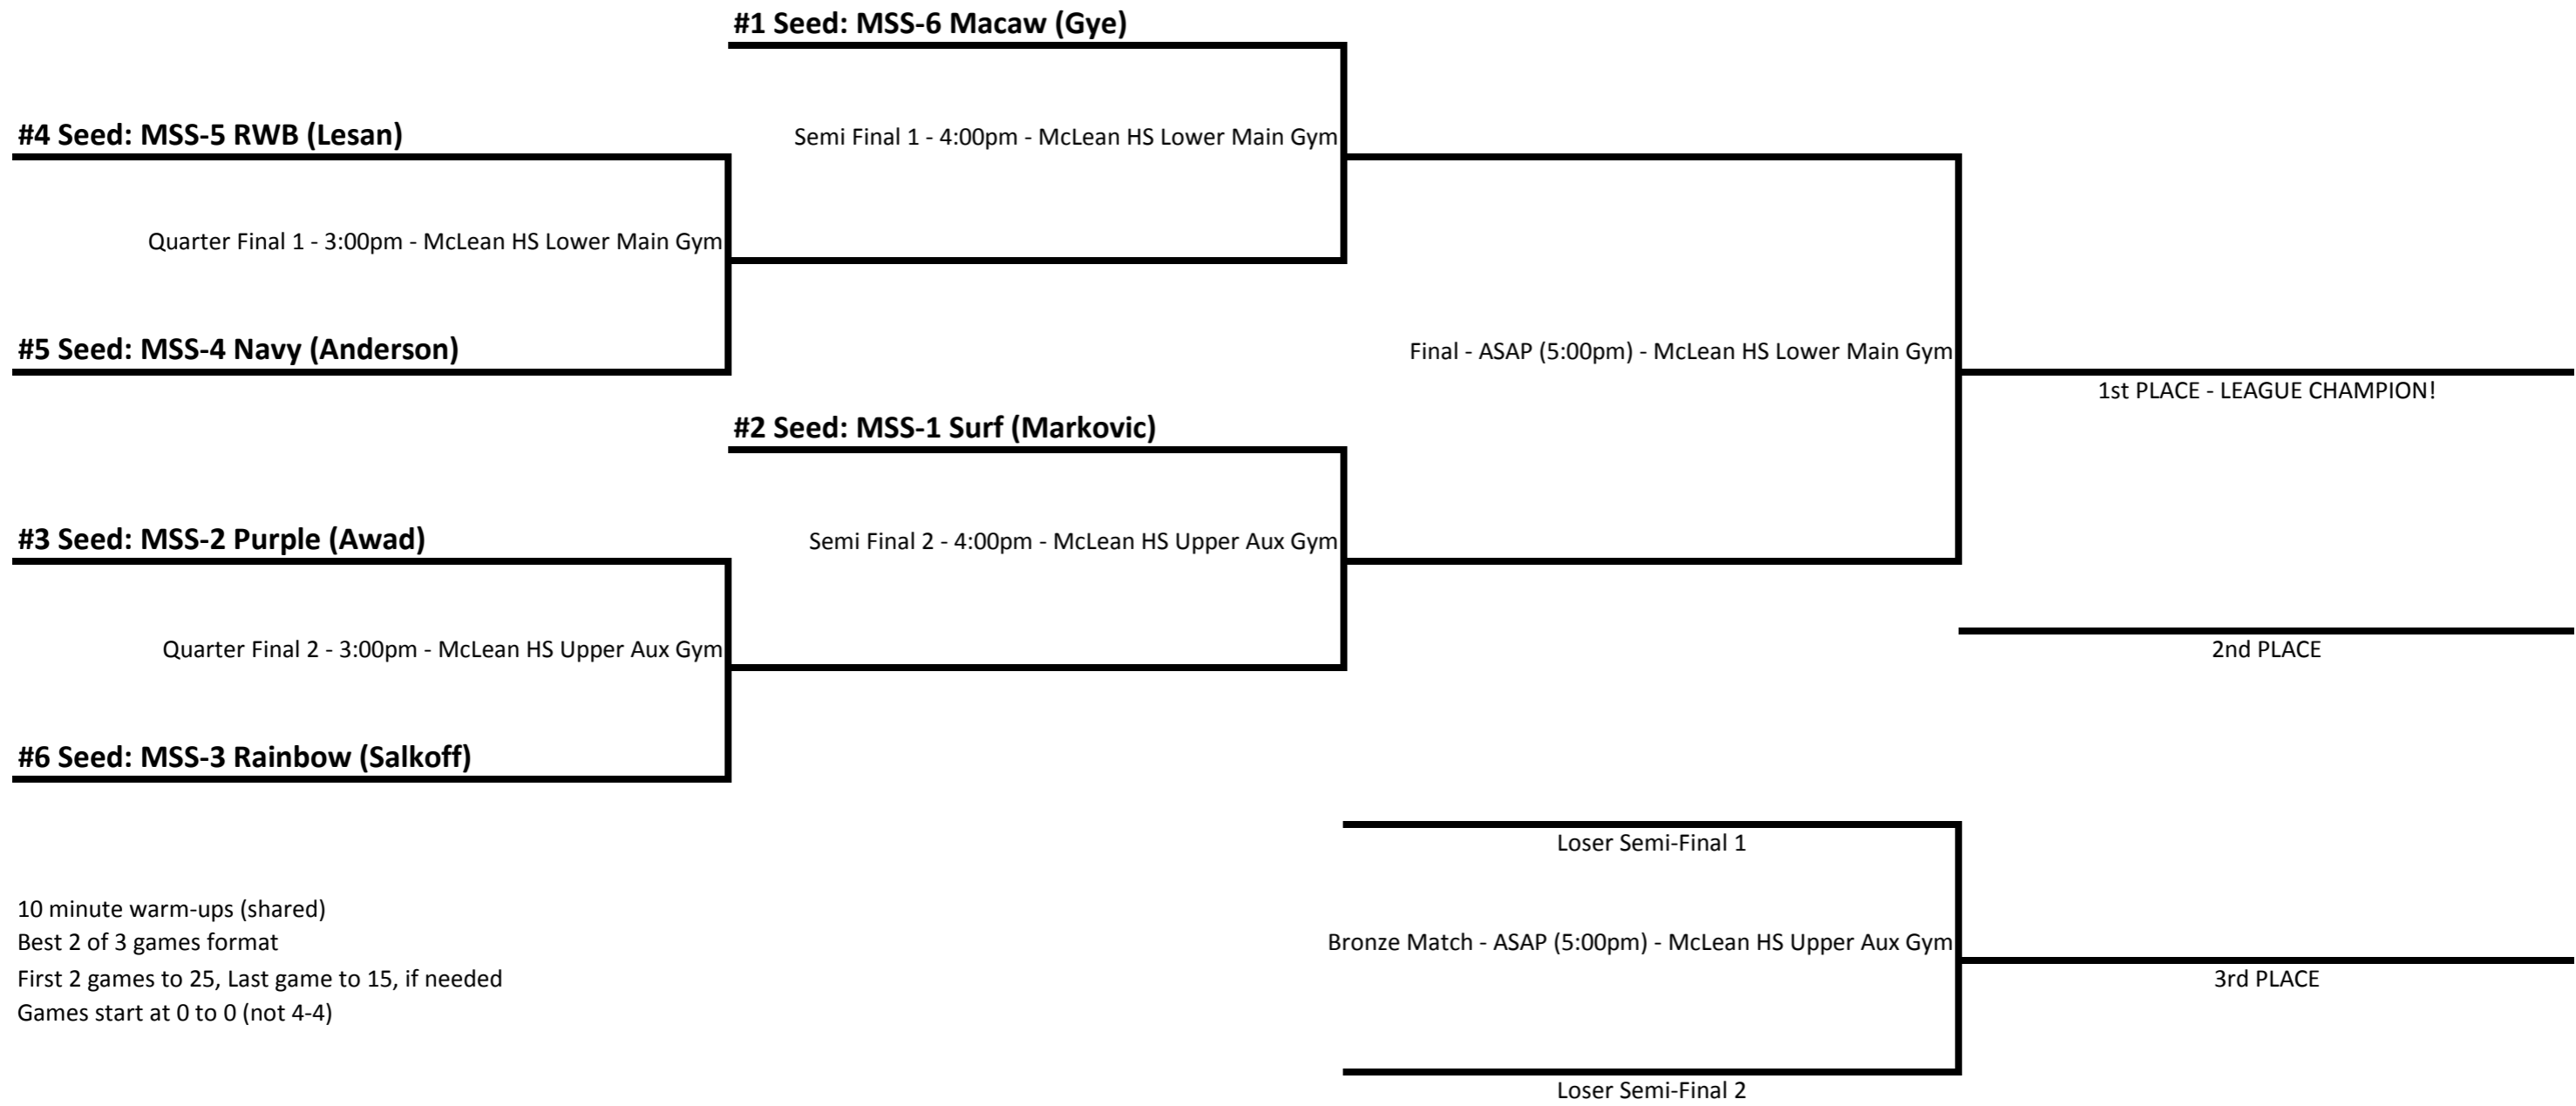 #1 Seed: MSS-6 Macaw (Gye)
#4 Seed: MSS-5 RWB (Lesan)
Semi Final 1 - 4:00pm - McLean HS Lower Main Gym
Quarter Final 1 - 3:00pm - McLean HS Lower Main Gym
#5 Seed: MSS-4 Navy (Anderson)
Final - ASAP (5:00pm) - McLean HS Lower Main Gym
1st PLACE - LEAGUE CHAMPION!
#2 Seed: MSS-1 Surf (Markovic)
#3 Seed: MSS-2 Purple (Awad)
Semi Final 2 - 4:00pm - McLean HS Upper Aux Gym
Quarter Final 2 - 3:00pm - McLean HS Upper Aux Gym
2nd PLACE
#6 Seed: MSS-3 Rainbow (Salkoff)
Loser Semi-Final 1
10 minute warm-ups (shared)
Best 2 of 3 games format
Bronze Match - ASAP (5:00pm) - McLean HS Upper Aux Gym
First 2 games to 25, Last game to 15, if needed
3rd PLACE
Games start at 0 to 0 (not 4-4)
Loser Semi-Final 2